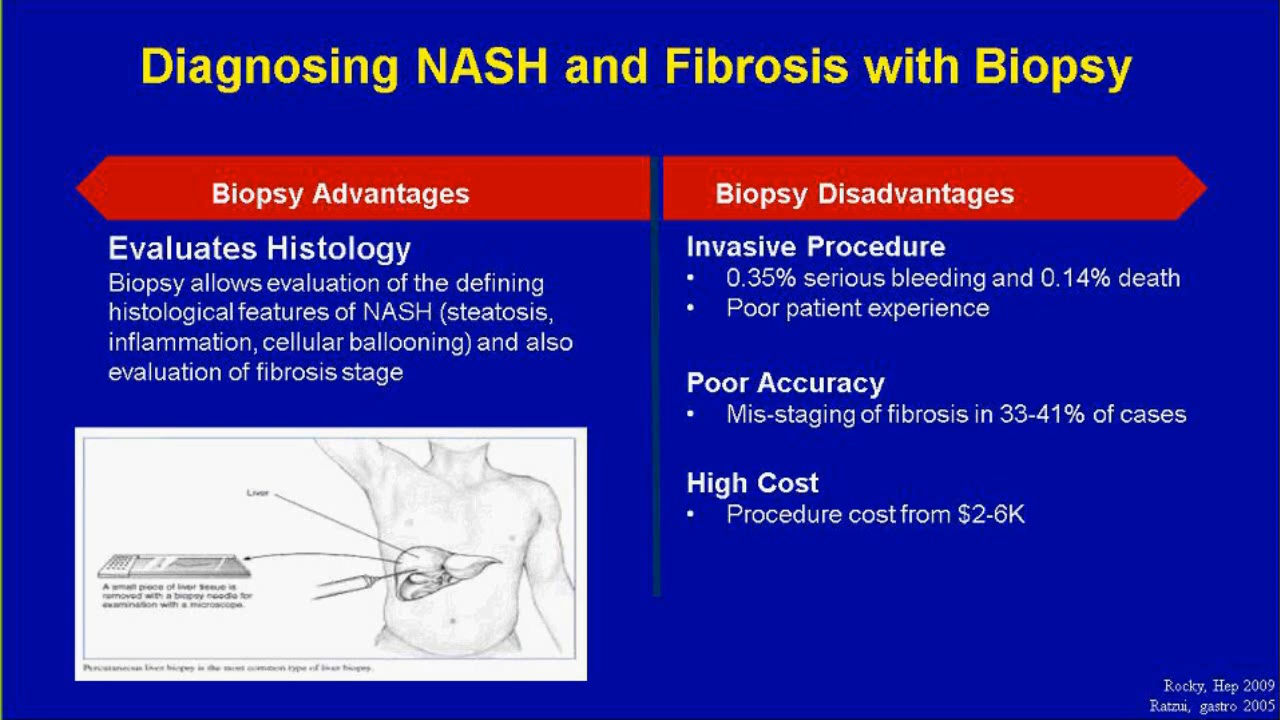 Diagnosing NASH and Fibrosis with Biopsy
Biopsy Advantages
Evaluates Histology
Biopsy allows evaluation of the defining
histological features of NASH (steatosis,
inflammation, cellular ballooning) and also
evaluation of fibrosis stage
Liver
A small piece of liver tissue is
removed with a biopsy needle for
examination with a microscope.
Percutaneous liver biopsy is the most common type of liver biopsy.
Biopsy Disadvantages
Invasive Procedure
• 0.35% serious bleeding and 0.14% death
• Poor patient experience
Poor Accuracy
• Mis-staging of fibrosis in 33-41% of cases
High Cost
• Procedure cost from $2-6K
Rocky, Hep 2009
Ratzui, gastro 2005